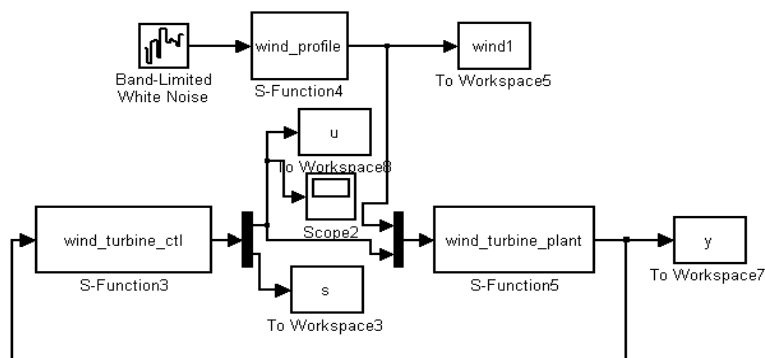 wind_profile
wind1
Band-Limited
White Noise
S-Function4
To Workspace5
u
To Workspace8
Scope2
wind_turbine_ctl
wind_turbine_plant
y
S-Function3
S-Function5
To Workspace7
s
To Workspace3